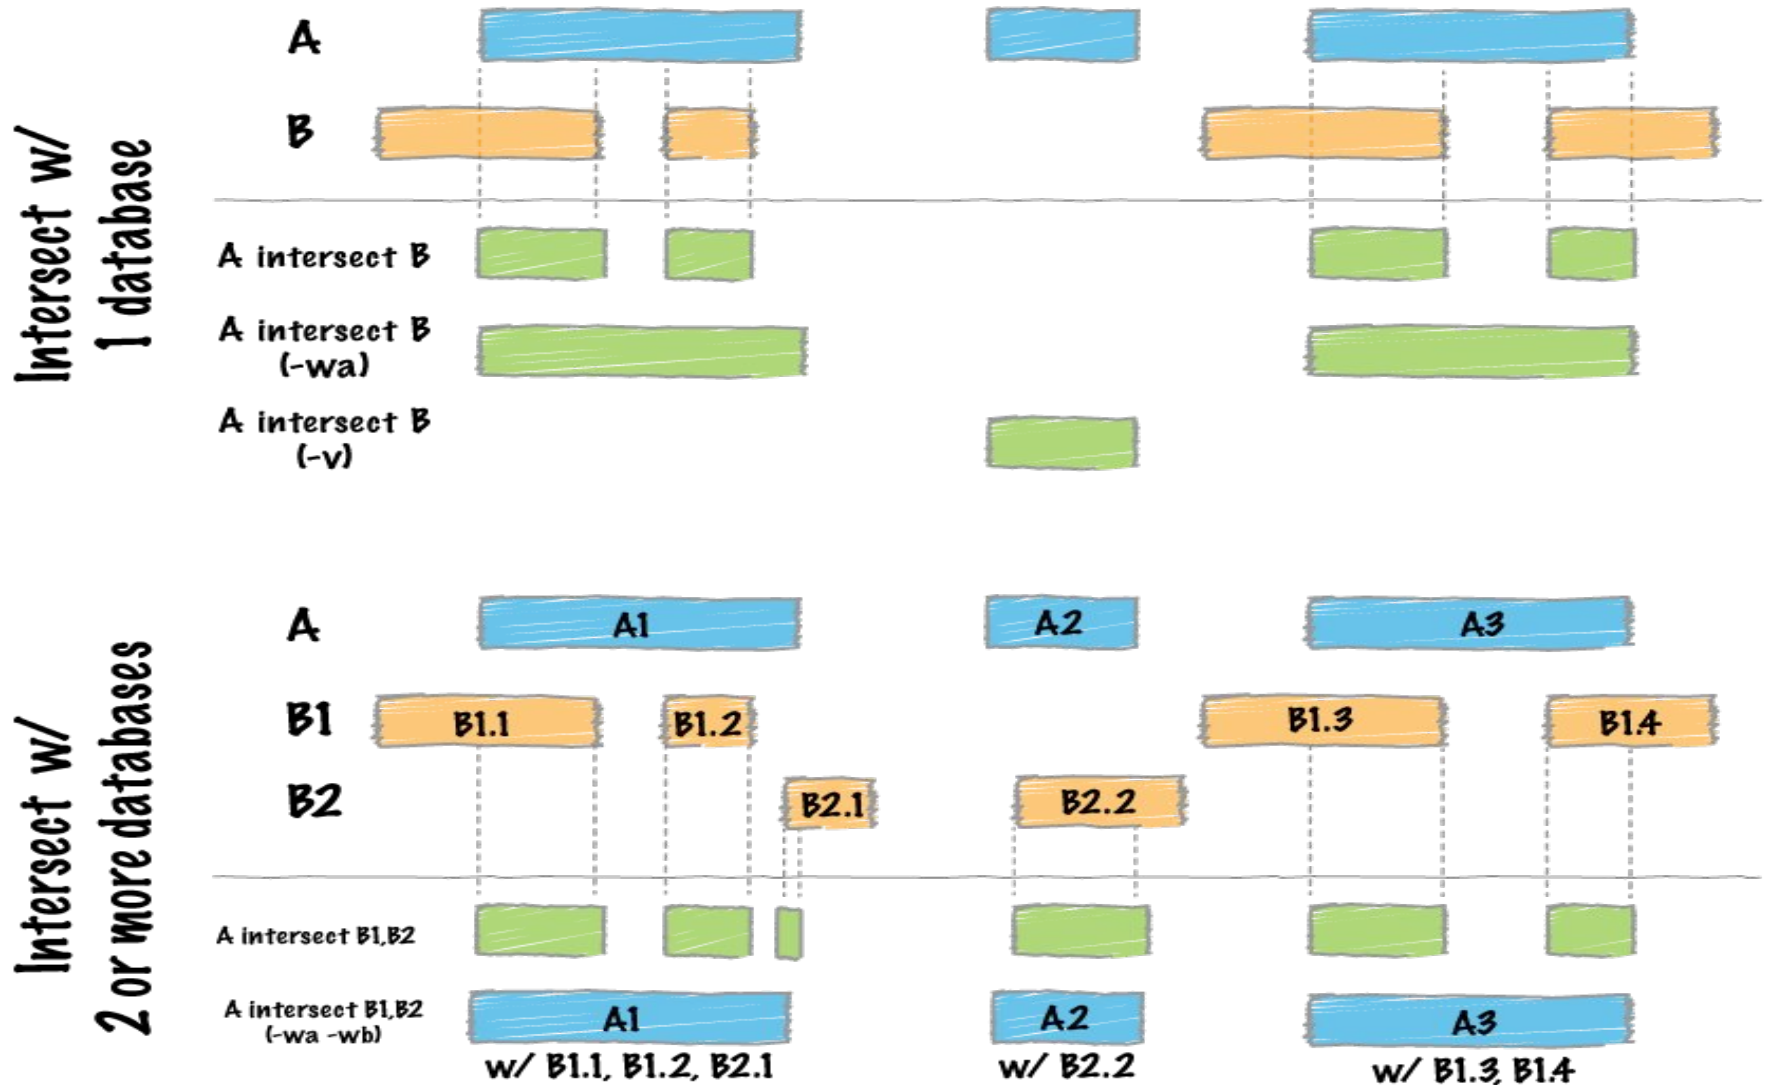 Intersect w/
1 database
A
B
A intersect B
A intersect B
(-wa)
A intersect B
(-v)
Intersect w/
2 or more databases
A
A1
A2
A3
B1
B1.1
B1.2
B1.3
B1.4
B2
B2.1
B2.2
A intersect B1,B2
A intersect B1,B2
(-wa -wb)
A1
A2
A3
w/ B1.1, B1.2, B2.1
w/ B2.2
w/ B1.3, B1.4